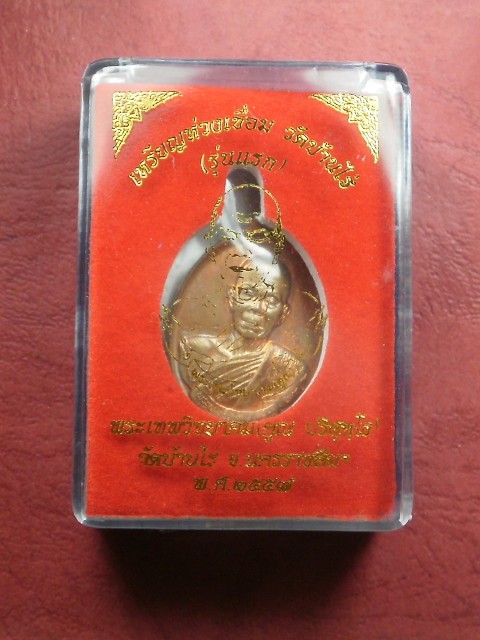 เหรียญห่วงเชื่อม วัดบ้านไร่
(รุ่นแรก)
พระเทพวิทยาคม(คูณ ปริสุทฺโธ)
วัดบ้านไร่ จ.นครราชสีมา
พ.ศ.๒๕๕๗